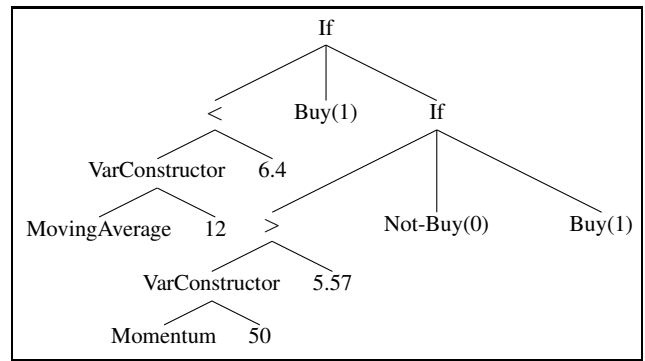 If
< Buy(1) If
VarConstructor 6.4
MovingAverage 12 > Not-Buy(0) Buy(1)
VarConstructor 5.57
Momentum 50